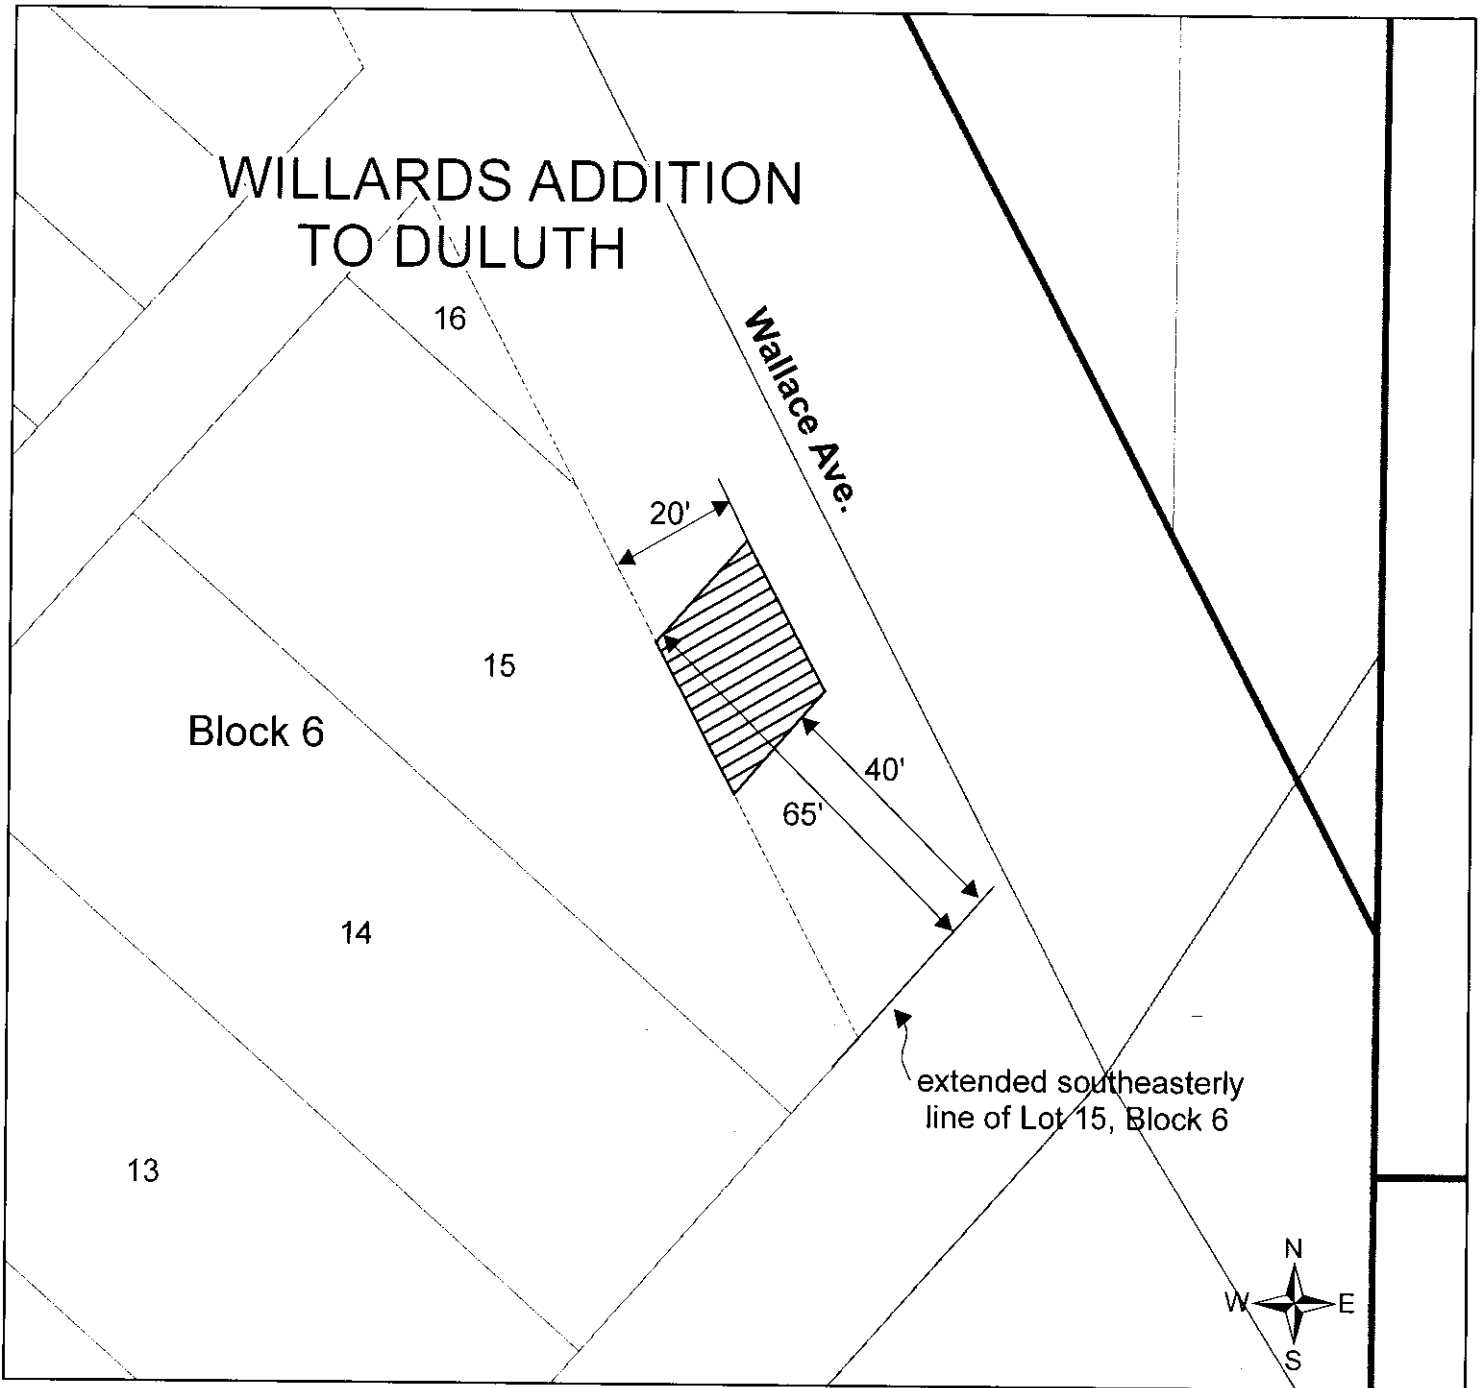 WILLARDS ADDITION
TO DULUTH
16
Wallace Ave.
20'
15
Block 6
40'
65'
14
extended southeasterly
line of Lot 15, Block 6
13
N
W E
S